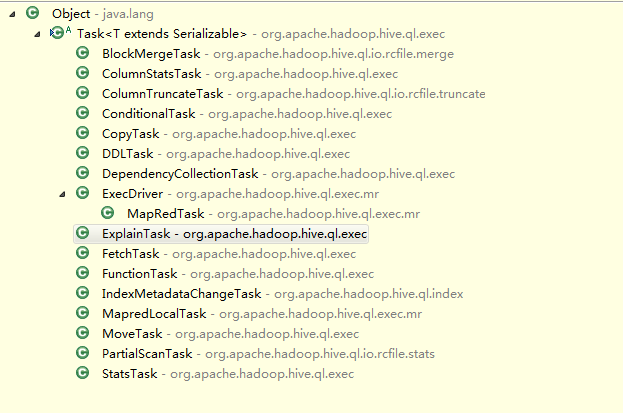 Object - java.lang
Task<T extends Serializable> - org.apache.hadoop.hive.ql.exec
BlockMergeTask - org.apache.hadoop.hive.ql.io.rcfile.merge
ColumnStatsTask - org.apache.hadoop.hive.ql.exec
ColumnTruncateTask - org.apache.hadoop.hive.ql.io.rcfile.truncate
ConditionalTask - org.apache.hadoop.hive.ql.exec
CopyTask - org.apache.hadoop.hive.ql.exec
DDLTask - org.apache.hadoop.hive.ql.exec
DependencyCollectionTask - org.apache.hadoop.hive.ql.exec
ExecDriver - org.apache.hadoop.hive.ql.exec.mr
MapRedTask - org.apache.hadoop.hive.ql.exec.mr
ExplainTask - org.apache.hadoop.hive.ql.exec
FetchTask - org.apache.hadoop.hive.ql.exec
FunctionTask - org.apache.hadoop.hive.ql.exec
IndexMetadataChangeTask - org.apache.hadoop.hive.ql.index
MapredLocalTask - org.apache.hadoop.hive.ql.exec.mr
MoveTask - org.apache.hadoop.hive.ql.exec
PartialScanTask - org.apache.hadoop.hive.ql.io.rcfile.stats
StatsTask - org.apache.hadoop.hive.ql.exec